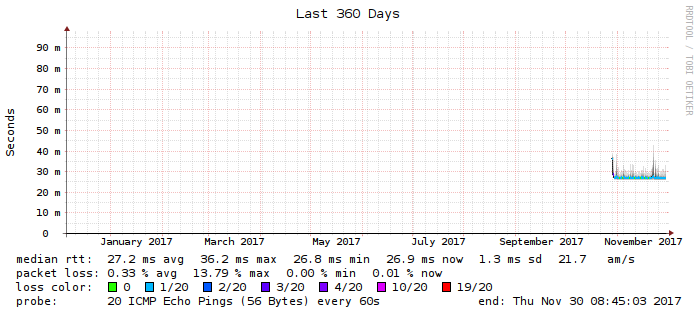 Last 360 Days
RRDTOOL / TOBI OETIKER
Seconds
90 m
80 m
70 m
60 m
50 m
40 m
30 m
20 m
10 m
0
January 2017 March 2017 May 2017 July 2017 September 2017 November 2017
median rtt: 27.2 ms avg 36.2 ms max 26.8 ms min 26.9 ms now 1.3 ms sd 21.7 am/s
packet loss: 0.33 % avg 13.79 % max 0.00 % min 0.01 % now
loss color: 0 1/20 2/20 3/20 4/20 10/20 19/20
probe: 20 ICMP Echo Pings (56 Bytes) every 60s end: Thu Nov 30 08:45:03 2017